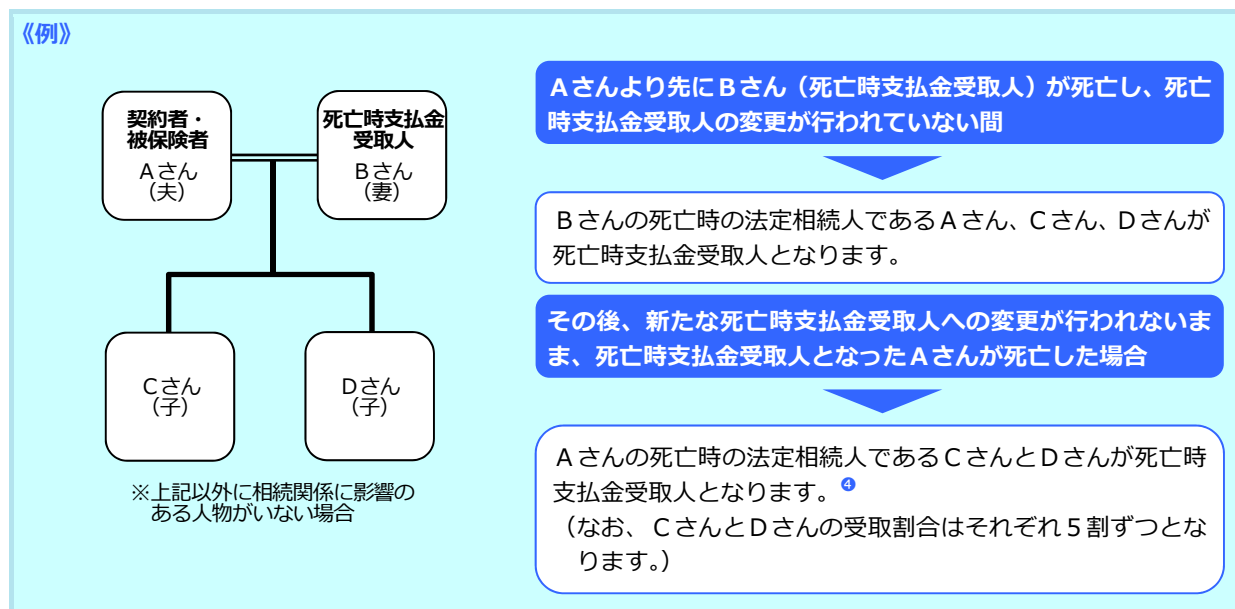 《例》
契約者・
被保険者
Aさん
(夫)
死亡時支払金
受取人
Bさん
(妻)
Cさん
(子)
Dさん
(子)
※上記以外に相続関係に影響の
ある人物がいない場合
Aさんより先にBさん（死亡時支払金受取人）が死亡し、死亡
時支払金受取人の変更が行われていない間
Bさんの死亡時の法定相続人であるAさん、Cさん、Dさんが
死亡時支払金受取人となります。
その後、新たな死亡時支払金受取人への変更が行われないま
ま、死亡時支払金受取人となったAさんが死亡した場合
Aさんの死亡時の法定相続人であるCさんとDさんが死亡時
支払金受取人となります。❹
（なお、CさんとDさんの受取割合はそれぞれ５割ずつとな
ります。）